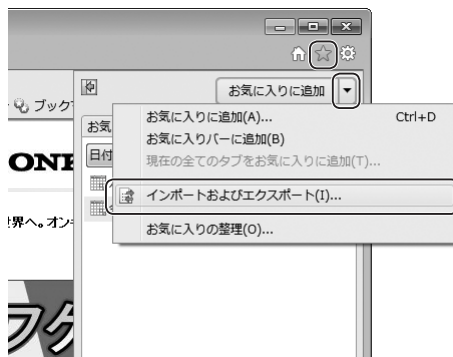 ブック
お気に入りに追加
お気
お気に入りに追加(A)... Ctrl+D
お気に入りバーに追加(B)
現在の全てのタブをお気に入りに追加(T)...
日付
インポートおよびエクスポート(I)...
世界へ。オン
お気に入りの整理(O)...